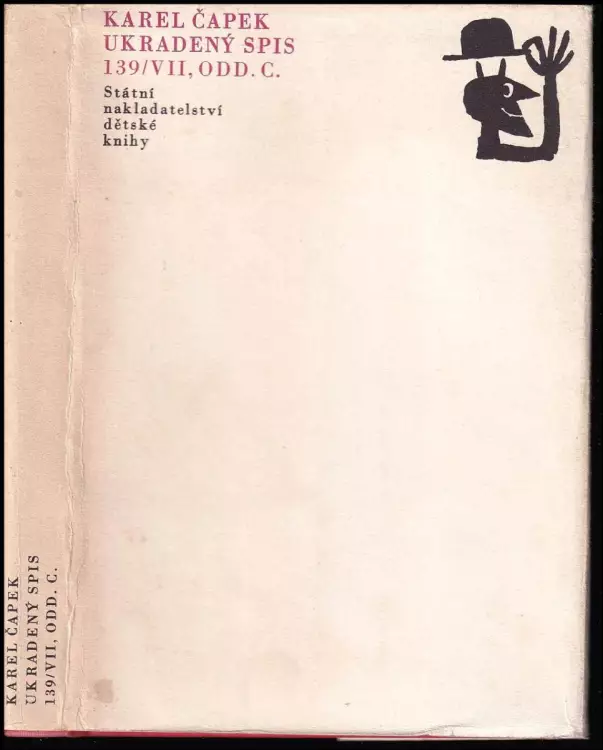 KAREL ČAPEK
UKRADENÝ SPIS
139/VII, ODD. C.
Státní
nakladatelství
dětské
knihy
KAREL ČAPEK
UKRADENÝ SPIS
139/VII, ODD. C.